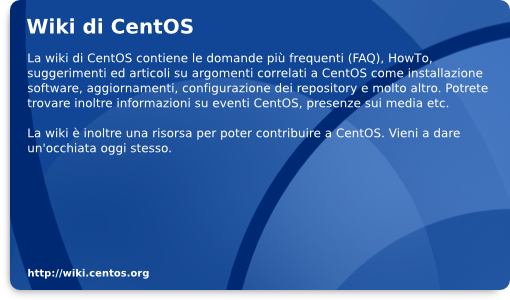 Wiki di CentOS
La wiki di CentOS contiene le domande più frequenti (FAQ), HowTo,
suggerimenti ed articoli su argomenti correlati a CentOS come installazione
software, aggiornamenti, configurazione dei repository e molto altro. Potrete
trovare inoltre informazioni su eventi CentOS, presenze sui media etc.
La wiki è inoltre una risorsa per poter contribuire a CentOS. Vieni a dare
un'occhiata oggi stesso.
http://wiki.centos.org